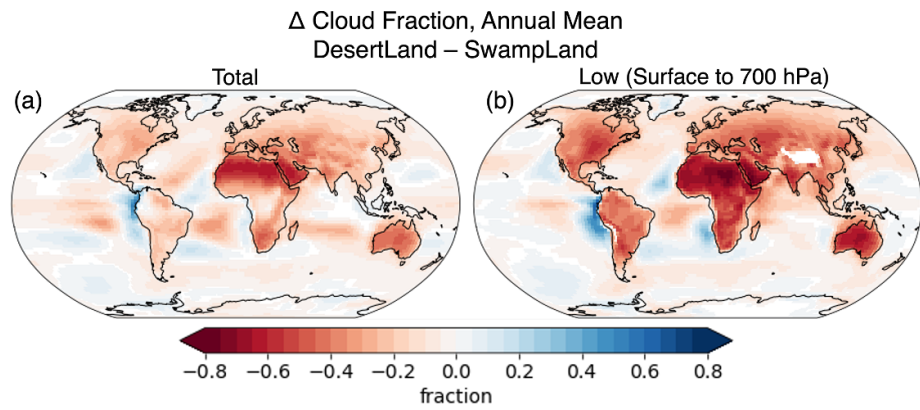 Δ Cloud Fraction, Annual Mean
DesertLand – SwampLand
Total
Low (Surface to 700 hPa)
(a)
(b)
−0.8 −0.6 −0.4 −0.2 0.0 0.2 0.4 0.6 0.8
fraction